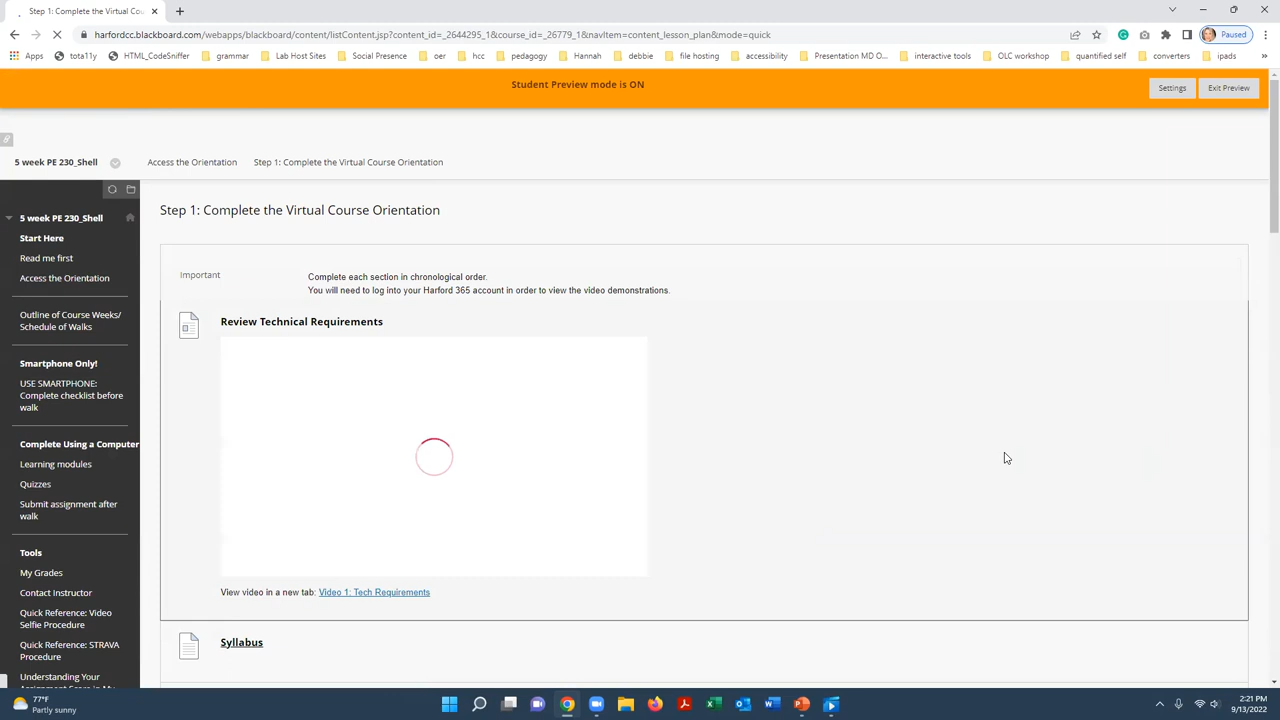 Step 1: Complete the Virtual Cou
harfordcc.blackboard.com/webapps/blackboard/content/listContent.jsp?content_id=_2644295_1&course_id=_26779_1&navItem=content_lesson_plan&mode=quick
Paused
Apps
tota11y
HTML_CodeSniffer
grammar
Lab Host Sites
Social Presence
oer
hcc
pedagogy
Hannah
debbie
file hosting
accessibility
Presentation MD O...
interactive tools
OLC workshop
quantified self
converters
ipads
Student Preview mode is ON
Settings
Exit Preview
5 week PE 230_Shell
Access the Orientation
Step 1: Complete the Virtual Course Orientation
5 week PE 230_Shell
Start Here
Read me first
Access the Orientation
Outline of Course Weeks/
Schedule of Walks
Smartphone Only!
USE SMARTPHONE:
Complete checklist before
walk
Complete Using a Computer
Learning modules
Quizzes
Submit assignment after
walk
Tools
My Grades
Contact Instructor
Quick Reference: Video
Selfie Procedure
Quick Reference: STRAVA
Procedure
Understanding Your
Step 1: Complete the Virtual Course Orientation
Important
Complete each section in chronological order.
You will need to log into your Harford 365 account in order to view the video demonstrations.
Review Technical Requirements
View video in a new tab: Video 1: Tech Requirements
Syllabus
77°F
Partly sunny
2:21 PM
9/13/2022